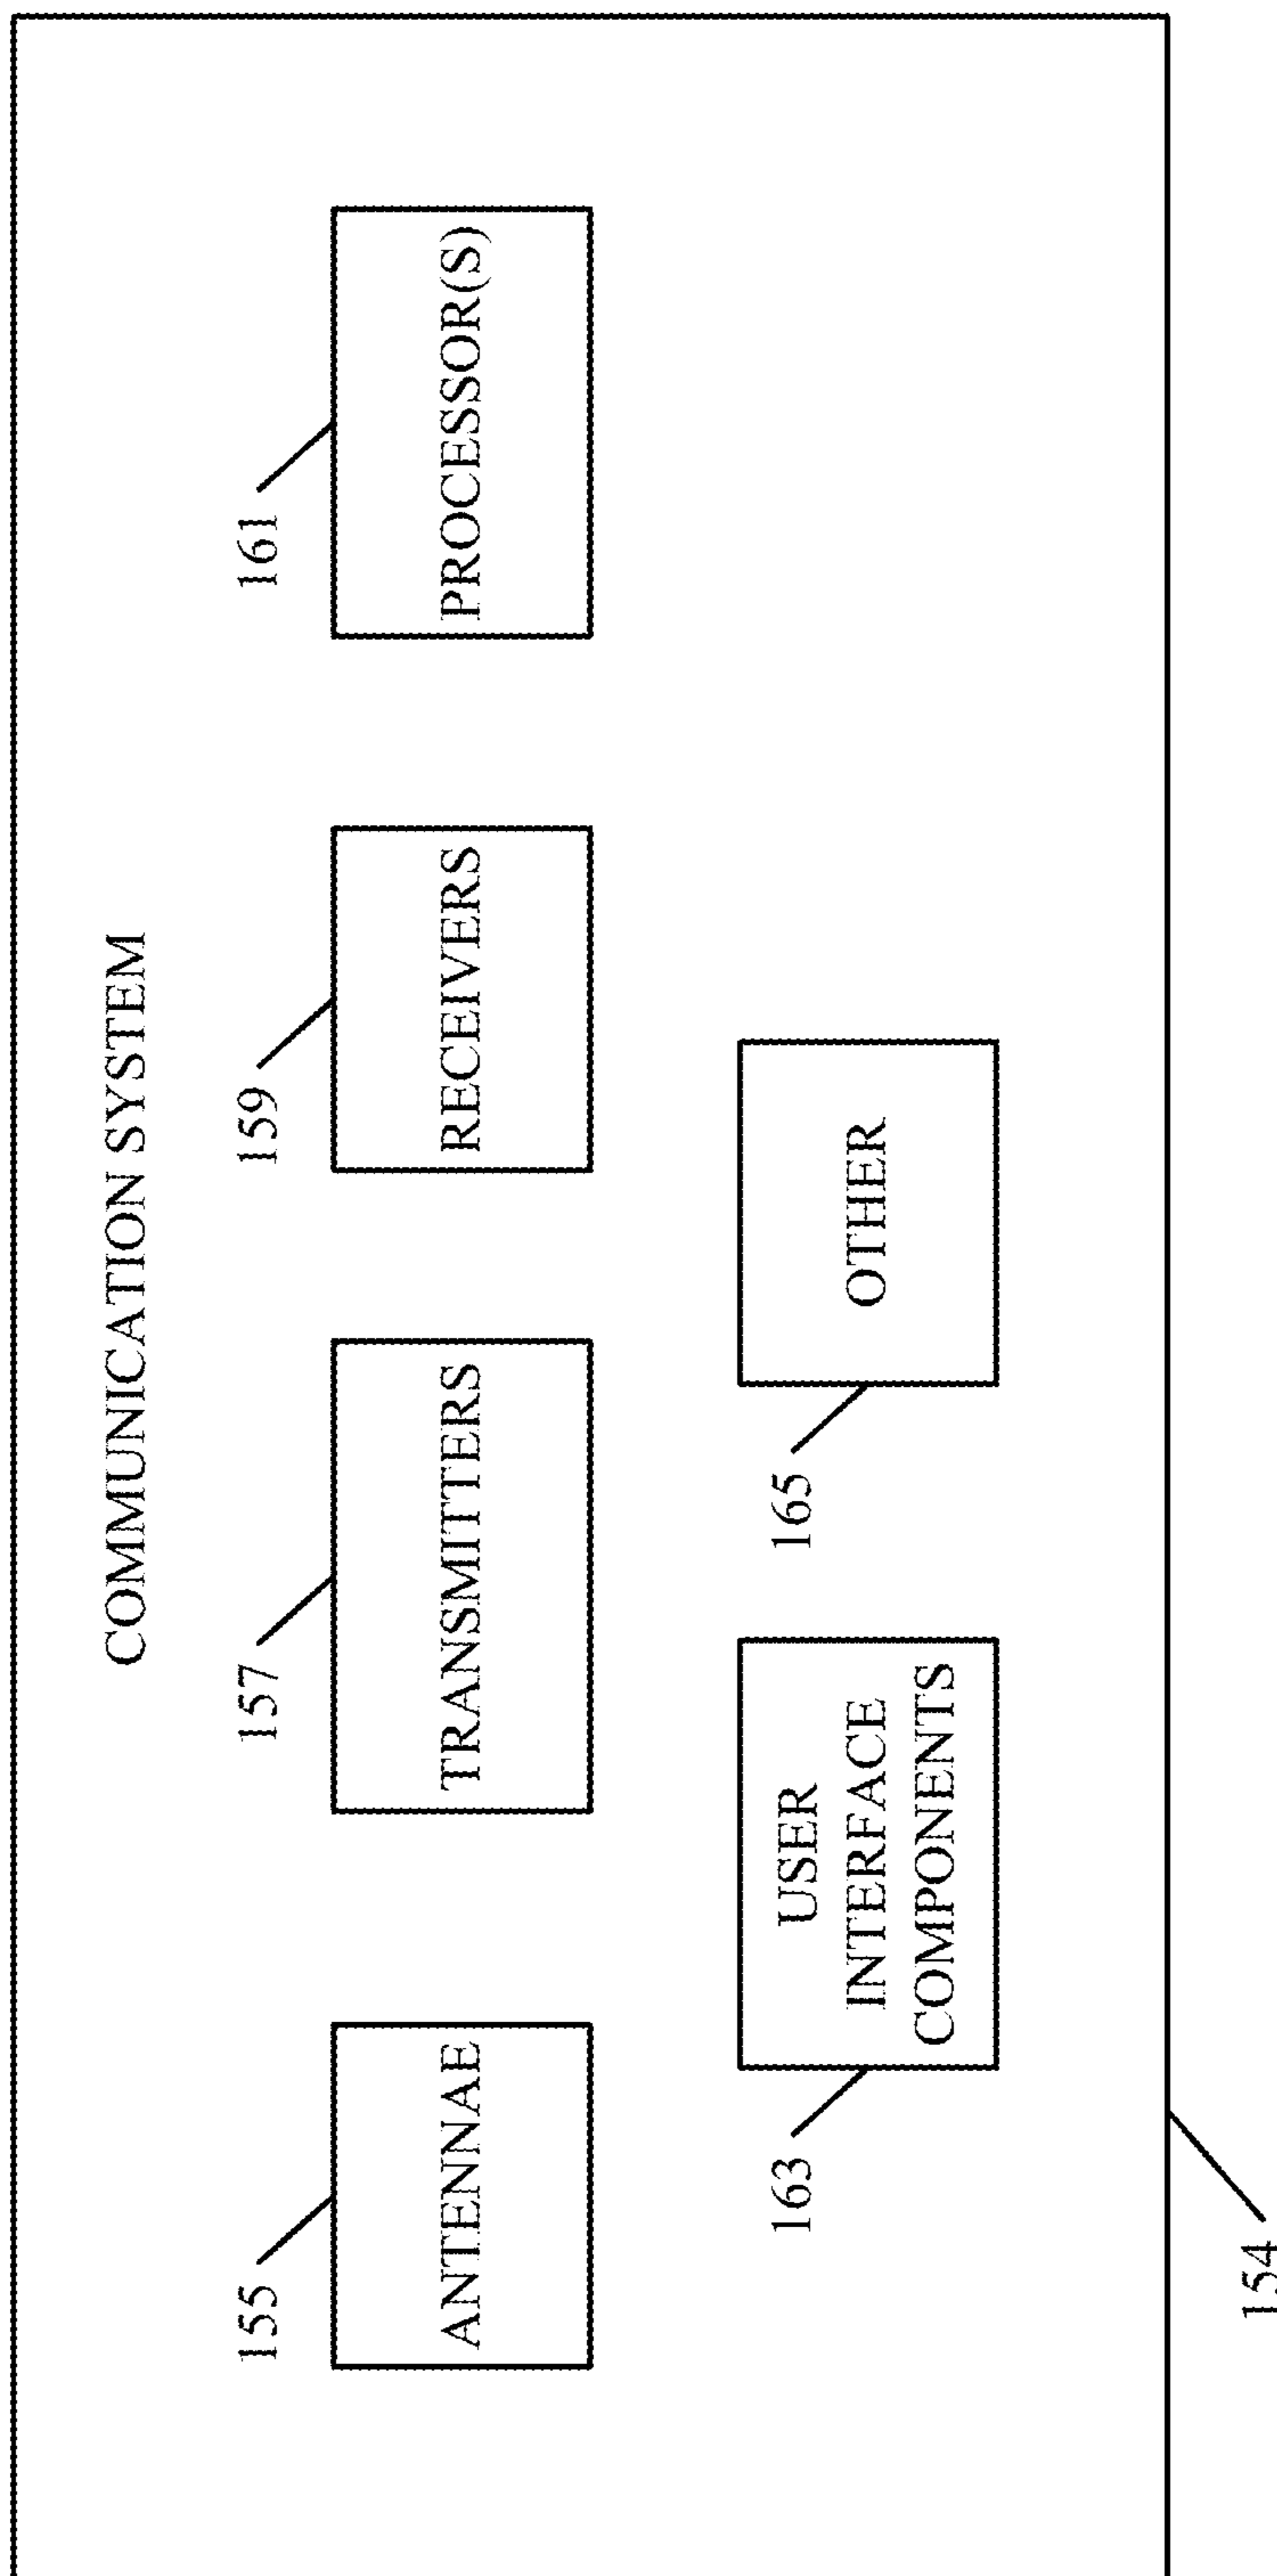 COMMUNICATION SYSTEM
155
157
159
161
ANTENNAE
TRANSMITTERS
RECEIVERS
PROCESSOR(S)
163
165
USER
INTERFACE
COMPONENTS
OTHER
154